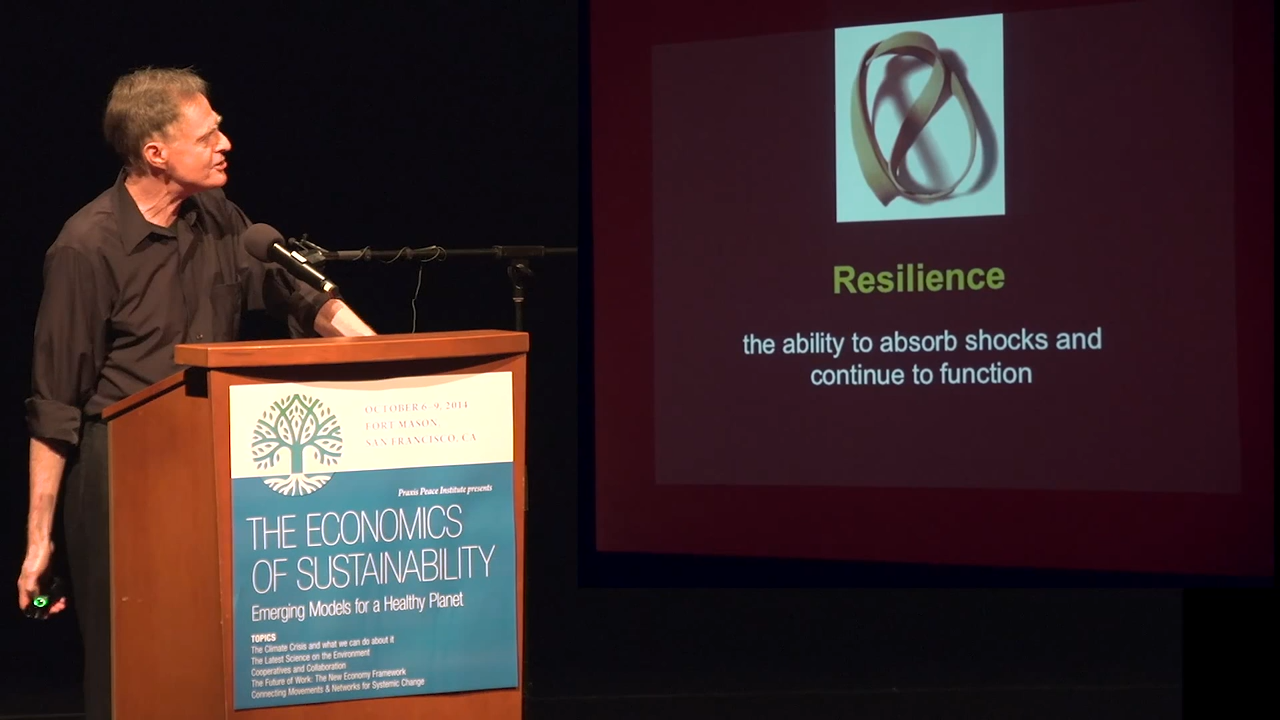 Resilience
the ability to absorb shocks and
continue to function
OCTOBER 6-9, 2014
FORT MASON
SAN FRANCISCO, CA
Praxis Peace Institute presents
THE ECONOMICS
OF SUSTAINABILITY
Emerging Models for a Healthy Planet
TOPICS
The Climate Crisis and what we can do about it
The Latest Science on the Environment
Cooperatives and Collaboration
The Future of Work: The New Economy Framework
Connecting Movements & Networks for Systemic Change